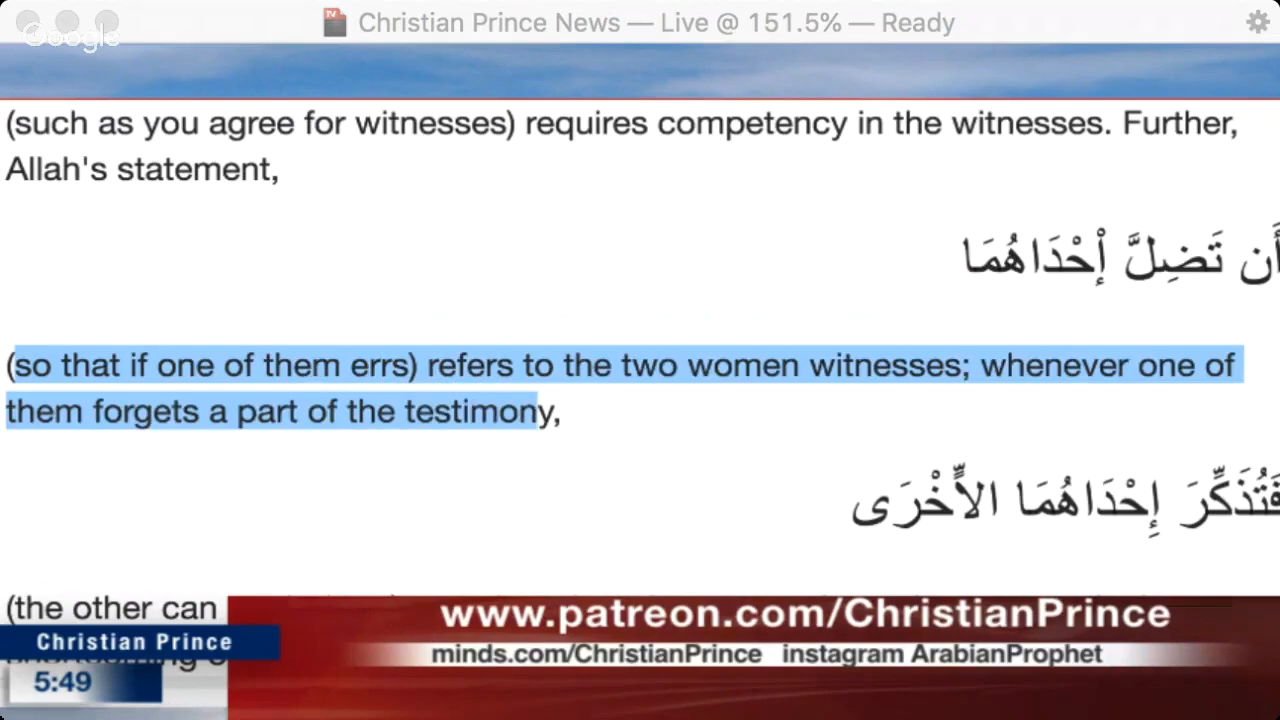 Christian Prince News — Live @ 151.5% — Ready
Google
(such as you agree for witnesses) requires competency in the witnesses. Further,
Allah's statement,
أَن تَضِلَّ إْحْدَاهُمَا
(so that if one of them errs) refers to the two women witnesses; whenever one of
them forgets a part of the testimony,
فَتُذَكِّرَ إِحْدَاهُمَا الاٍّخْرَى
(the other can
www.patreon.com/ChristianPrince
Christian Prince
minds.com/ChristianPrince instagram ArabianProphet
5:49